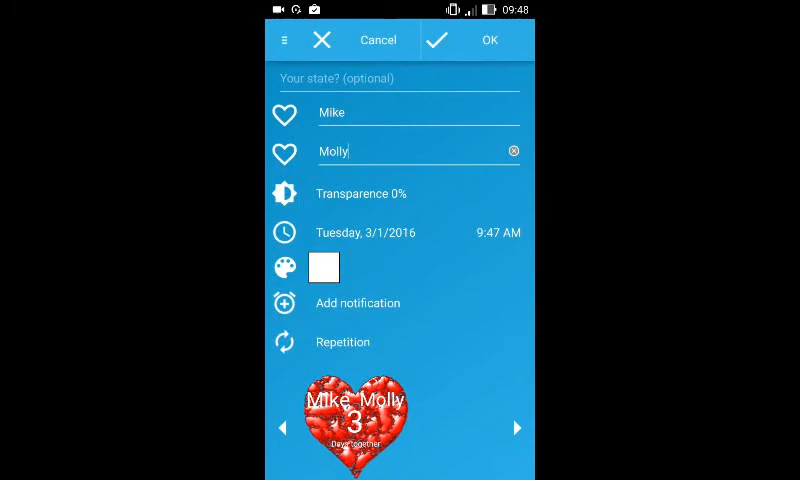 09:48
Cancel OK
Your state? (optional)
Mike
Molly
Transparence 0%
Tuesday, 3/1/2016 9:47 AM
Add notification
Repetition
Mike Molly
3
Days together